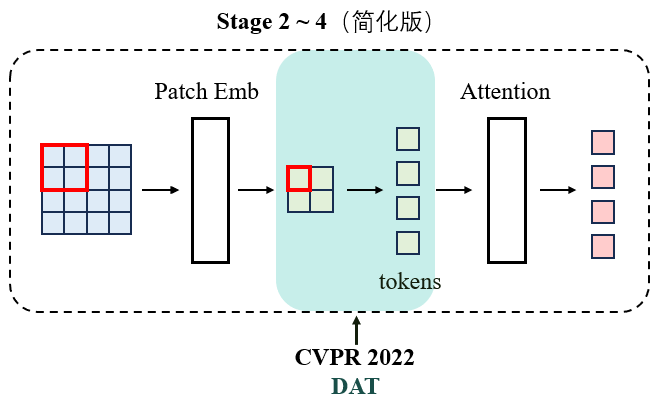 Stage 2 ~ 4（简化版）
Patch Emb
Attention
tokens
CVPR 2022
DAT